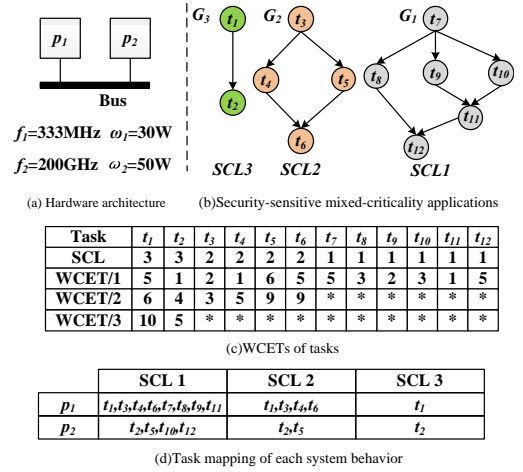 G3 t1 G2 t3 G1 t7
p1 p2
t4 t5 t8 t9 t10
Bus
t2 t11
f1=333MHz ω1=30W
t6 t12
f2=200GHz ω2=50W
SCL3 SCL2 SCL1
(a) Hardware architecture (b)Security-sensitive mixed-criticality applications
Task t1 t2 t3 t4 t5 t6 t7 t8 t9 t10 t11 t12
SCL 3 3 2 2 2 2 1 1 1 1 1 1
WCET/1 5 1 2 1 6 5 5 3 2 3 1 5
WCET/2 6 4 3 5 9 9 * * * * * *
WCET/3 10 5 * * * * * * * * * *
(c)WCETs of tasks
SCL 1 SCL 2 SCL 3
p1 t1,t3,t4,t6,t7,t8,t9,t11 t1,t3,t4,t6 t1
p2 t2,t5,t10,t12 t2,t5 t2
(d)Task mapping of each system behavior